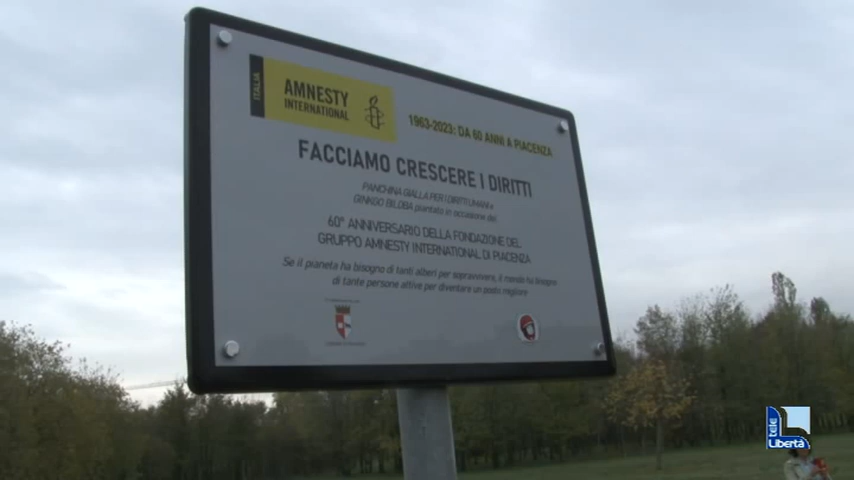 ITALIA
AMNESTY
INTERNATIONAL
1963-2023: DA 60 ANNI A PIACENZA
FACCIAMO CRESCERE I DIRITTI
PANCHINA GIALLA PER I DIRITTI UMANI e
GINKGO BILOBA piantato in occasione del
60° ANNIVERSARIO DELLA FONDAZIONE DEL
GRUPPO AMNESTY INTERNATIONAL DI PIACENZA
Se il pianeta ha bisogno di tanti alberi per sopravvivere, il mondo ha bisogno
di tante persone attive per diventare un posto migliore
tele
Libertà